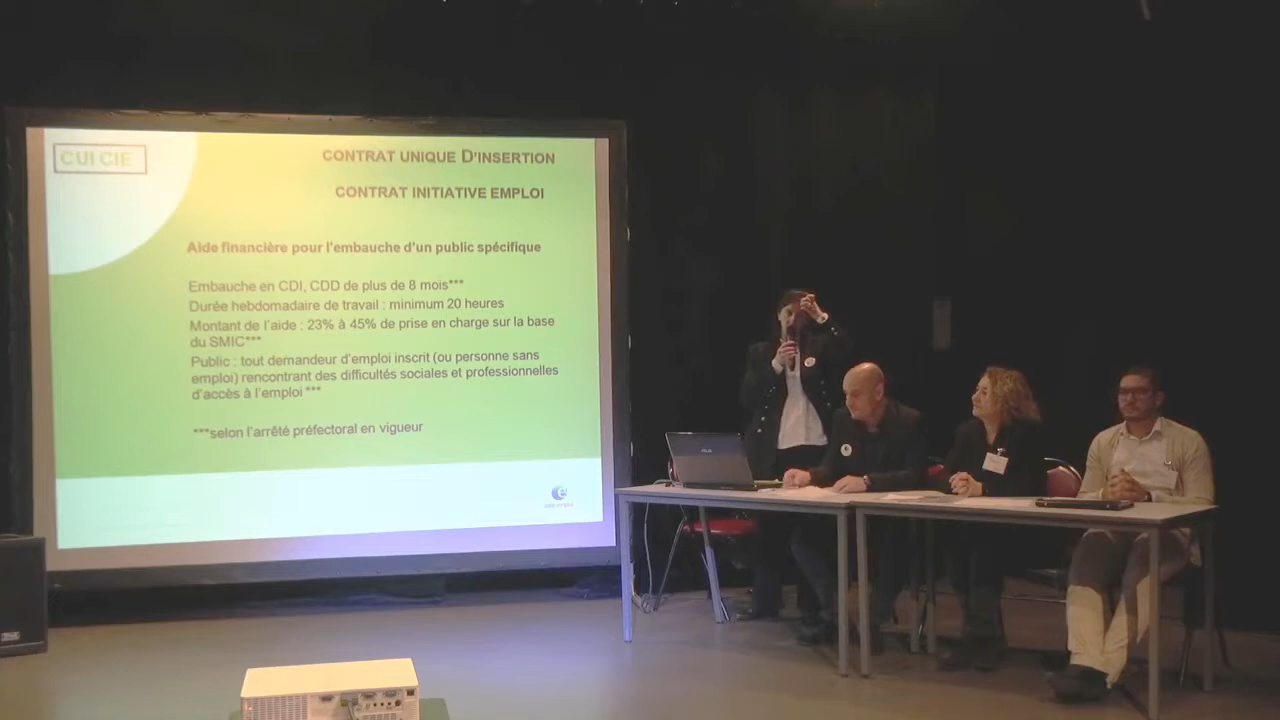 CUI CIE
CONTRAT UNIQUE D'INSERTION
CONTRAT INITIATIVE EMPLOI
Aide financière pour l'embauche d'un public spécifique
Embauche en CDI, CDD de plus de 8 mois***
Durée hebdomadaire de travail : minimum 20 heures
Montant de l'aide : 23% à 45% de prise en charge sur la base
du SMIC***
Public : tout demandeur d'emploi inscrit (ou personne sans
emploi) rencontrant des difficultés sociales et professionnelles
d'accès à l'emploi ***
***selon l'arrêté préfectoral en vigueur